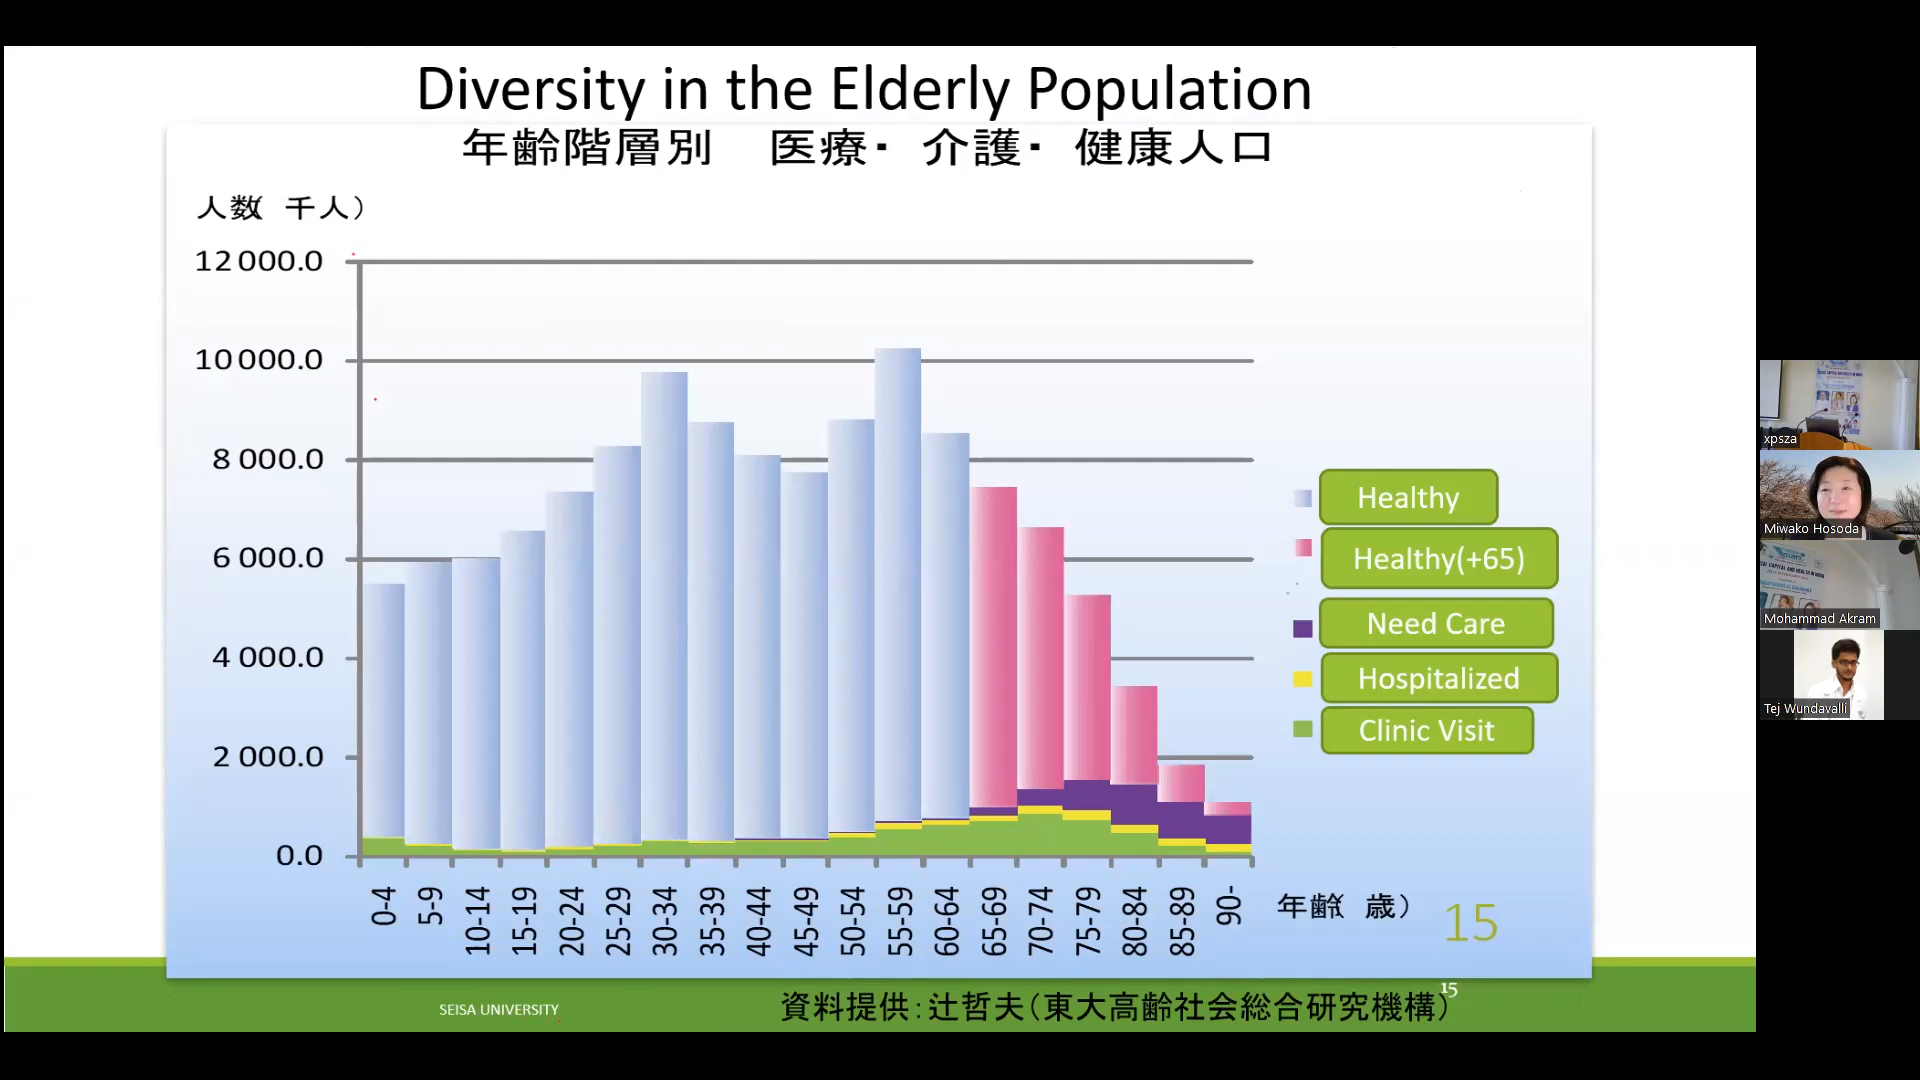 Diversity in the Elderly Population
年齢階層別 医療・介護・健康人口
人数( 千人)
12 000.0
10 000.0
8 000.0
6 000.0
4 000.0
2 000.0
0.0
0-4
5-9
10-14
15-19
20-24
25-29
30-34
35-39
40-44
45-49
50-54
55-59
60-64
65-69
70-74
75-79
80-84
85-89
90-
年齢( 歳)
Healthy
Healthy(+65)
Need Care
Hospitalized
Clinic Visit
15
15
SEISA UNIVERSITY
資料提供:辻哲夫(東大高齢社会総合研究機構)
xpsza
Miwako Hosoda
Mohammad Akram
Tej Wundavalli